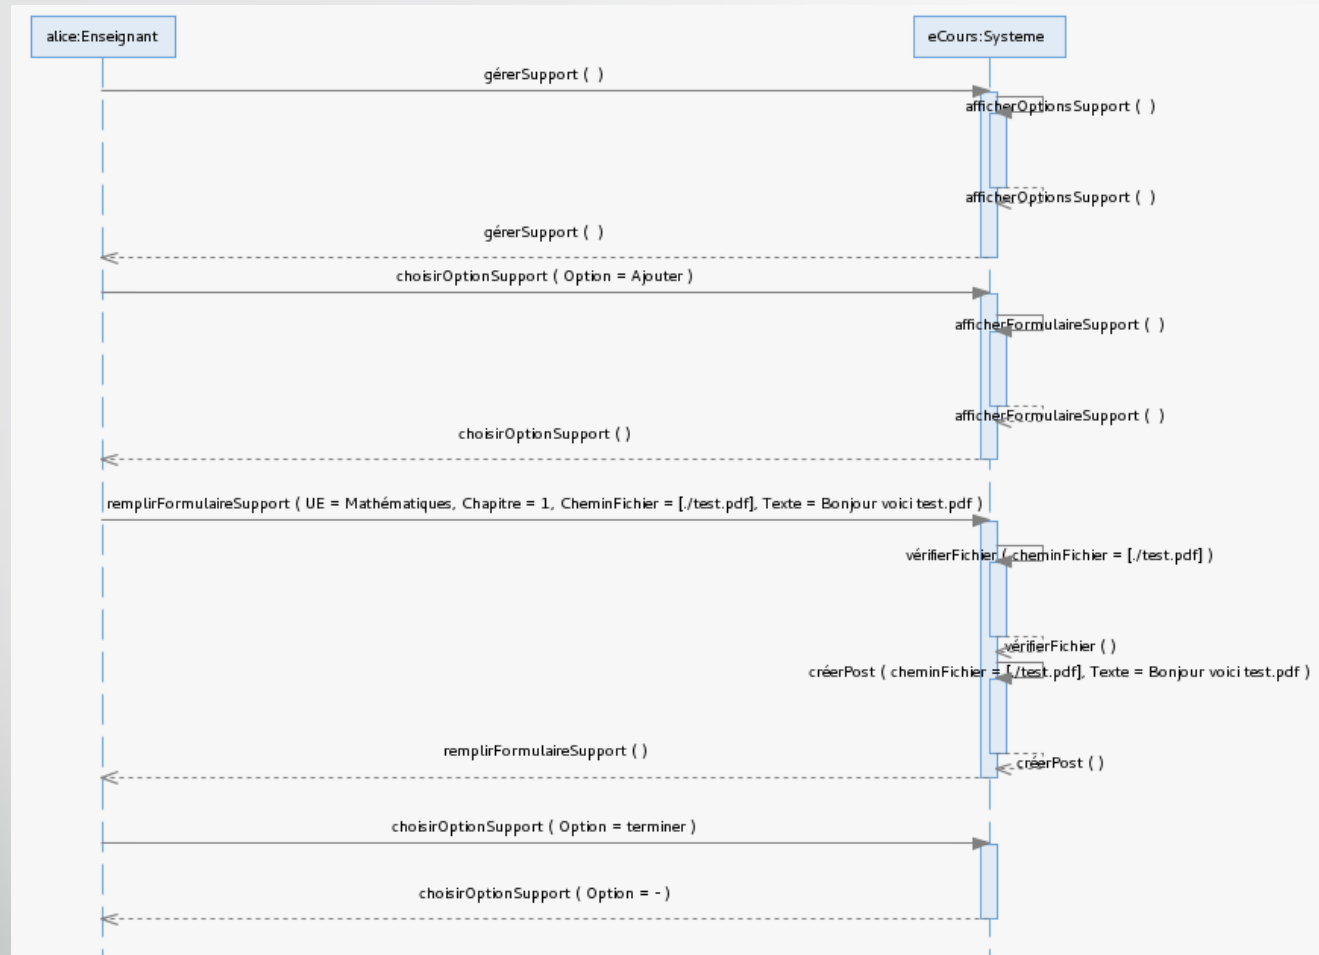 alice:Enseignant
eCours:Systeme
gérerSupport ( )
afficherOptionsSupport ( )
afficherOptionsSupport ( )
gérerSupport ( )
choisirOptionSupport ( Option = Ajouter )
afficherFormulaireSupport ( )
afficherFormulaireSupport ( )
choisirOptionSupport ( )
remplirFormulaireSupport ( UE = Mathématiques, Chapitre = 1, CheminFichier = [./test.pdf], Texte = Bonjour voici test.pdf )
vérifierFichier ( cheminFichier = [./test.pdf] )
vérifierFichier ( )
créerPost ( cheminFichier = [./test.pdf], Texte = Bonjour voici test.pdf )
remplirFormulaireSupport ( )
créerPost ( )
choisirOptionSupport ( Option = terminer )
choisirOptionSupport ( Option = - )